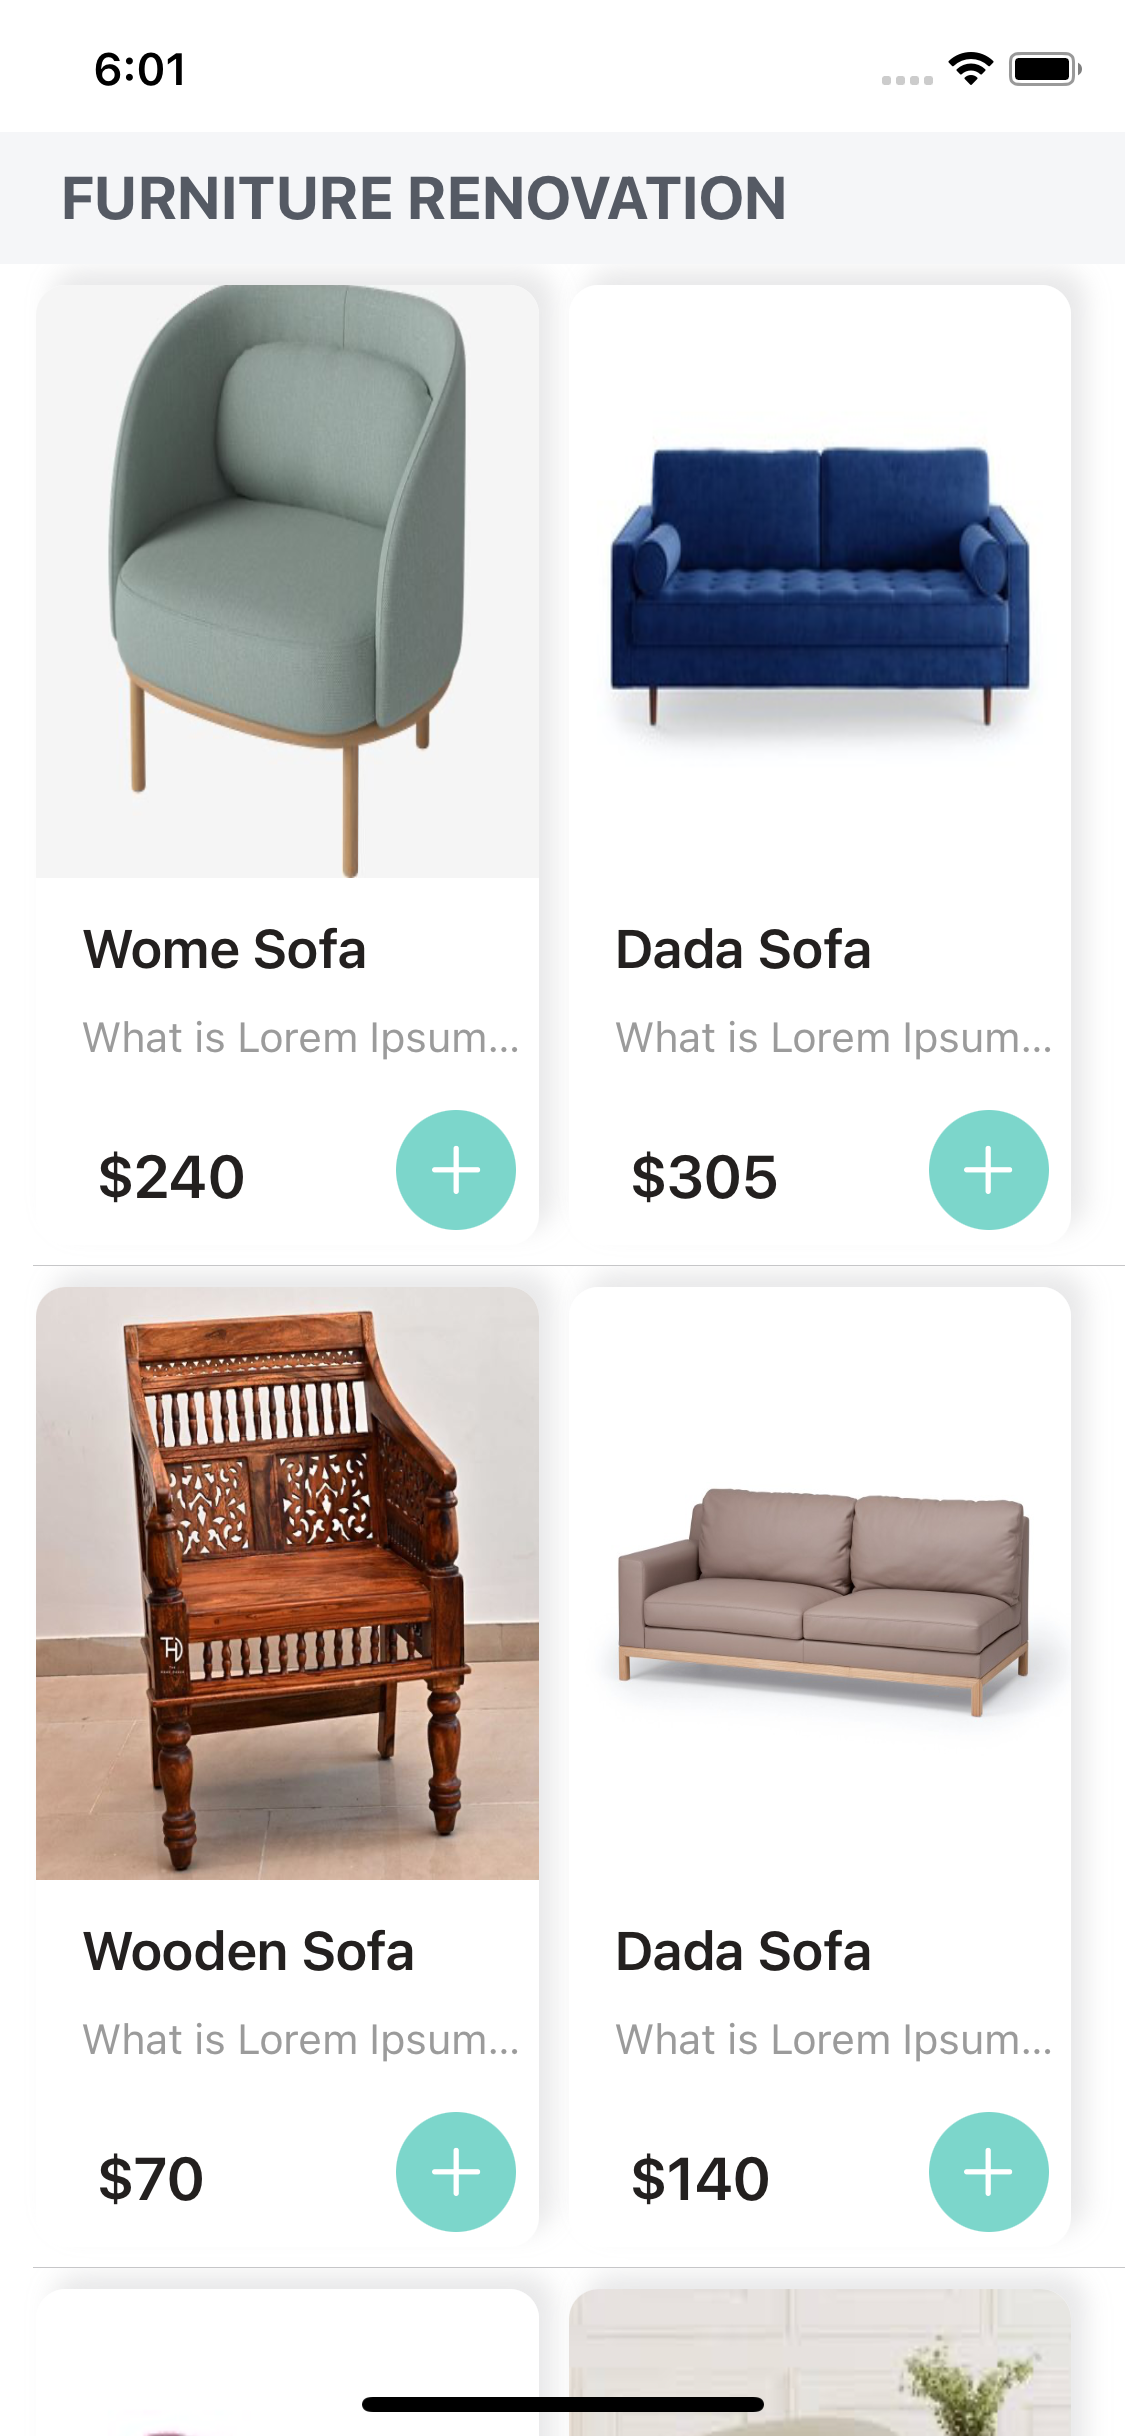 6:01
FURNITURE RENOVATION
Wome Sofa
Dada Sofa
What is Lorem Ipsum...
What is Lorem Ipsum...
$240
$305
THD
Wooden Sofa
Dada Sofa
What is Lorem Ipsum...
What is Lorem Ipsum...
$70
$140